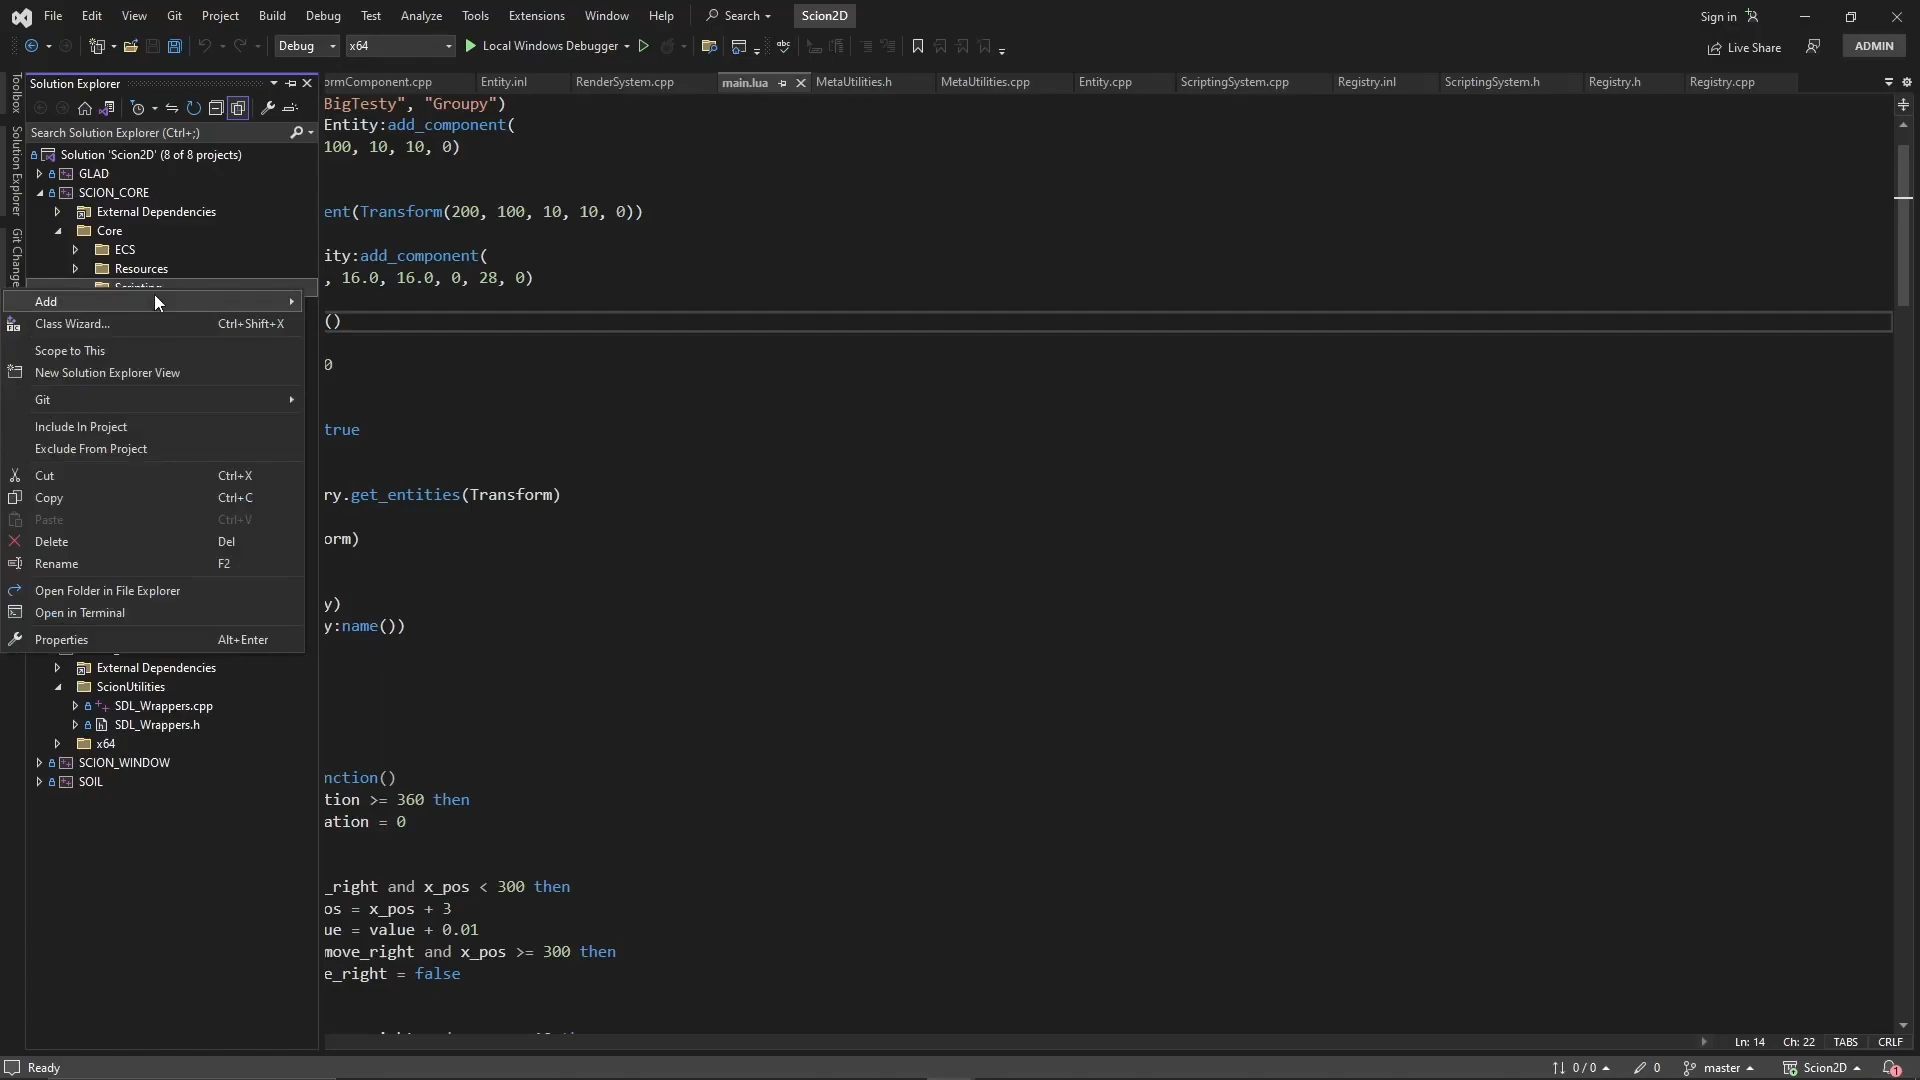 File Edit View Git Project Build Debug Test Analyze Tools Extensions Window Help Search Scion2D Sign in
Debug x64 Local Windows Debugger Live Share ADMIN
Toolbox
Solution Explorer
Git Change
Solution Explorer
Search Solution Explorer (Ctrl+;)
Solution 'Scion2D' (8 of 8 projects)
GLAD
SCION_CORE
External Dependencies
Core
ECS
Resources
Scripting
Add
Class Wizard... Ctrl+Shift+X
Scope to This
New Solution Explorer View
Git
Include In Project
Exclude From Project
Cut Ctrl+X
Copy Ctrl+C
Paste Ctrl+V
Delete Del
Rename F2
Open Folder in File Explorer
Open in Terminal
Properties Alt+Enter
External Dependencies
ScionUtilities
SDL_Wrappers.cpp
SDL_Wrappers.h
x64
SCION_WINDOW
SOIL
ormComponent.cpp Entity.inl RenderSystem.cpp main.lua MetaUtilities.h MetaUtilities.cpp Entity.cpp ScriptingSystem.cpp Registry.inl ScriptingSystem.h Registry.h Registry.cpp
BigTesty", "Groupy")
Entity:add_component(
100, 10, 10, 0)
ent(Transform(200, 100, 10, 10, 0))
ity:add_component(
, 16.0, 16.0, 0, 28, 0)
()
0
true
ry.get_entities(Transform)
orm)
y)
y:name())
nction()
tion >= 360 then
ation = 0
_right and x_pos < 300 then
os = x_pos + 3
ue = value + 0.01
move_right and x_pos >= 300 then
e_right = false
Ln: 14 Ch: 22 TABS CRLF
Ready 0 / 0 0 master Scion2D 1